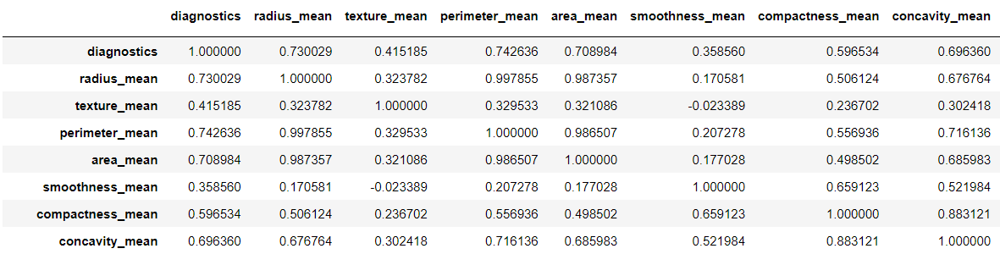 diagnostics radius_mean texture_mean perimeter_mean area_mean smoothness_mean compactness_mean concavity_mean
diagnostics 1.000000 0.730029 0.415185 0.742636 0.708984 0.358560 0.596534 0.696360
radius_mean 0.730029 1.000000 0.323782 0.997855 0.987357 0.170581 0.506124 0.676764
texture_mean 0.415185 0.323782 1.000000 0.329533 0.321086 -0.023389 0.236702 0.302418
perimeter_mean 0.742636 0.997855 0.329533 1.000000 0.986507 0.207278 0.556936 0.716136
area_mean 0.708984 0.987357 0.321086 0.986507 1.000000 0.177028 0.498502 0.685983
smoothness_mean 0.358560 0.170581 -0.023389 0.207278 0.177028 1.000000 0.659123 0.521984
compactness_mean 0.596534 0.506124 0.236702 0.556936 0.498502 0.659123 1.000000 0.883121
concavity_mean 0.696360 0.676764 0.302418 0.716136 0.685983 0.521984 0.883121 1.000000